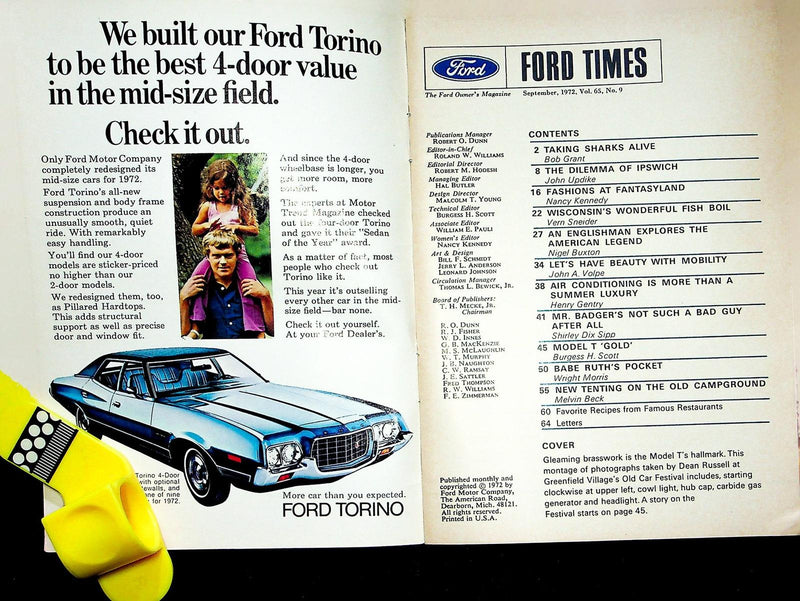 We built our Ford Torino
to be the best 4-door value
in the mid-size field.
Check it out.
Only Ford Motor Company
completely redesigned its
mid-size cars for 1972.
Ford Torino's all-new
suspension and body frame
construction produce an
unusually smooth, quiet
ride. With remarkably
easy handling.
You'll find our 4-door
models are sticker-priced
no higher than our
2-door models.
We redesigned them, too,
as Pillared Hardtops.
This adds structural
support as well as precise
door and window fit.
And since the 4-door
wheelbase is longer, you
get more room, more
comfort.
The experts at Motor
Trend Magazine checked
out the four-door Torino
and gave it their "Sedan
of the Year" award.
As a matter of fact, most
people who check out
Torino like it.
This year it's outselling
every other car in the mid-
size field—bar none.
Check it out yourself.
At your Ford Dealer's.
Torino 4-Door
with optional
ewalls, and
one of nine
for 1972.
More car than you expected.
FORD TORINO
Ford
FORD TIMES
The Ford Owner's Magazine
September, 1972, Vol. 65, No. 9
Publications Manager
ROBERT O. DUNN
Editor-in-Chief
ROLAND W. WILLIAMS
Editorial Director
ROBERT M. HODESH
Managing Editor
HAL BUTLER
Design Director
MALCOLM T. YOUNG
Technical Editor
BURGESS H. SCOTT
Associate Editor
WILLIAM E. PAULI
Women's Editor
NANCY KENNEDY
Art & Design
BILL F. SCHMIDT
JERRY L. ANDERSON
LEONARD JOHNSON
Circulation Manager
THOMAS L. BEWICK, JR.
Board of Publishers:
T. H. MECKE, JR.
Chairman
R. O. DUNN
R. J. FISHER
W. D. INNES
G. B. MACKENZIE
M. S. MCLAUGHLIN
W. T. MURPHY
J. B. NAUGHTON
C. W. RAMSAY
J. E. SATTLER
FRED THOMPSON
R. W. WILLIAMS
F. E. ZIMMERMAN
Published monthly and
copyrighted © 1972 by
Ford Motor Company,
The American Road,
Dearborn, Mich. 48121.
All rights reserved.
Printed in U.S.A.
CONTENTS
2 TAKING SHARKS ALIVE
Bob Grant
8 THE DILEMMA OF IPSWICH
John Updike
16 FASHIONS AT FANTASYLAND
Nancy Kennedy
22 WISCONSIN'S WONDERFUL FISH BOIL
Vern Sneider
27 AN ENGLISHMAN EXPLORES THE
AMERICAN LEGEND
Nigel Buxton
34 LET'S HAVE BEAUTY WITH MOBILITY
John A. Volpe
38 AIR CONDITIONING IS MORE THAN A
SUMMER LUXURY
Henry Gentry
41 MR. BADGER'S NOT SUCH A BAD GUY
AFTER ALL
Shirley Dix Sipp
45 MODEL T 'GOLD'
Burgess H. Scott
50 BABE RUTH'S POCKET
Wright Morris
55 NEW TENTING ON THE OLD CAMPGROUND
Melvin Beck
60 Favorite Recipes from Famous Restaurants
64 Letters
COVER
Gleaming brasswork is the Model T's hallmark. This
montage of photographs taken by Dean Russell at
Greenfield Village's Old Car Festival includes, starting
clockwise at upper left, cowl light, hub cap, carbide gas
generator and headlight. A story on the
Festival starts on page 45.